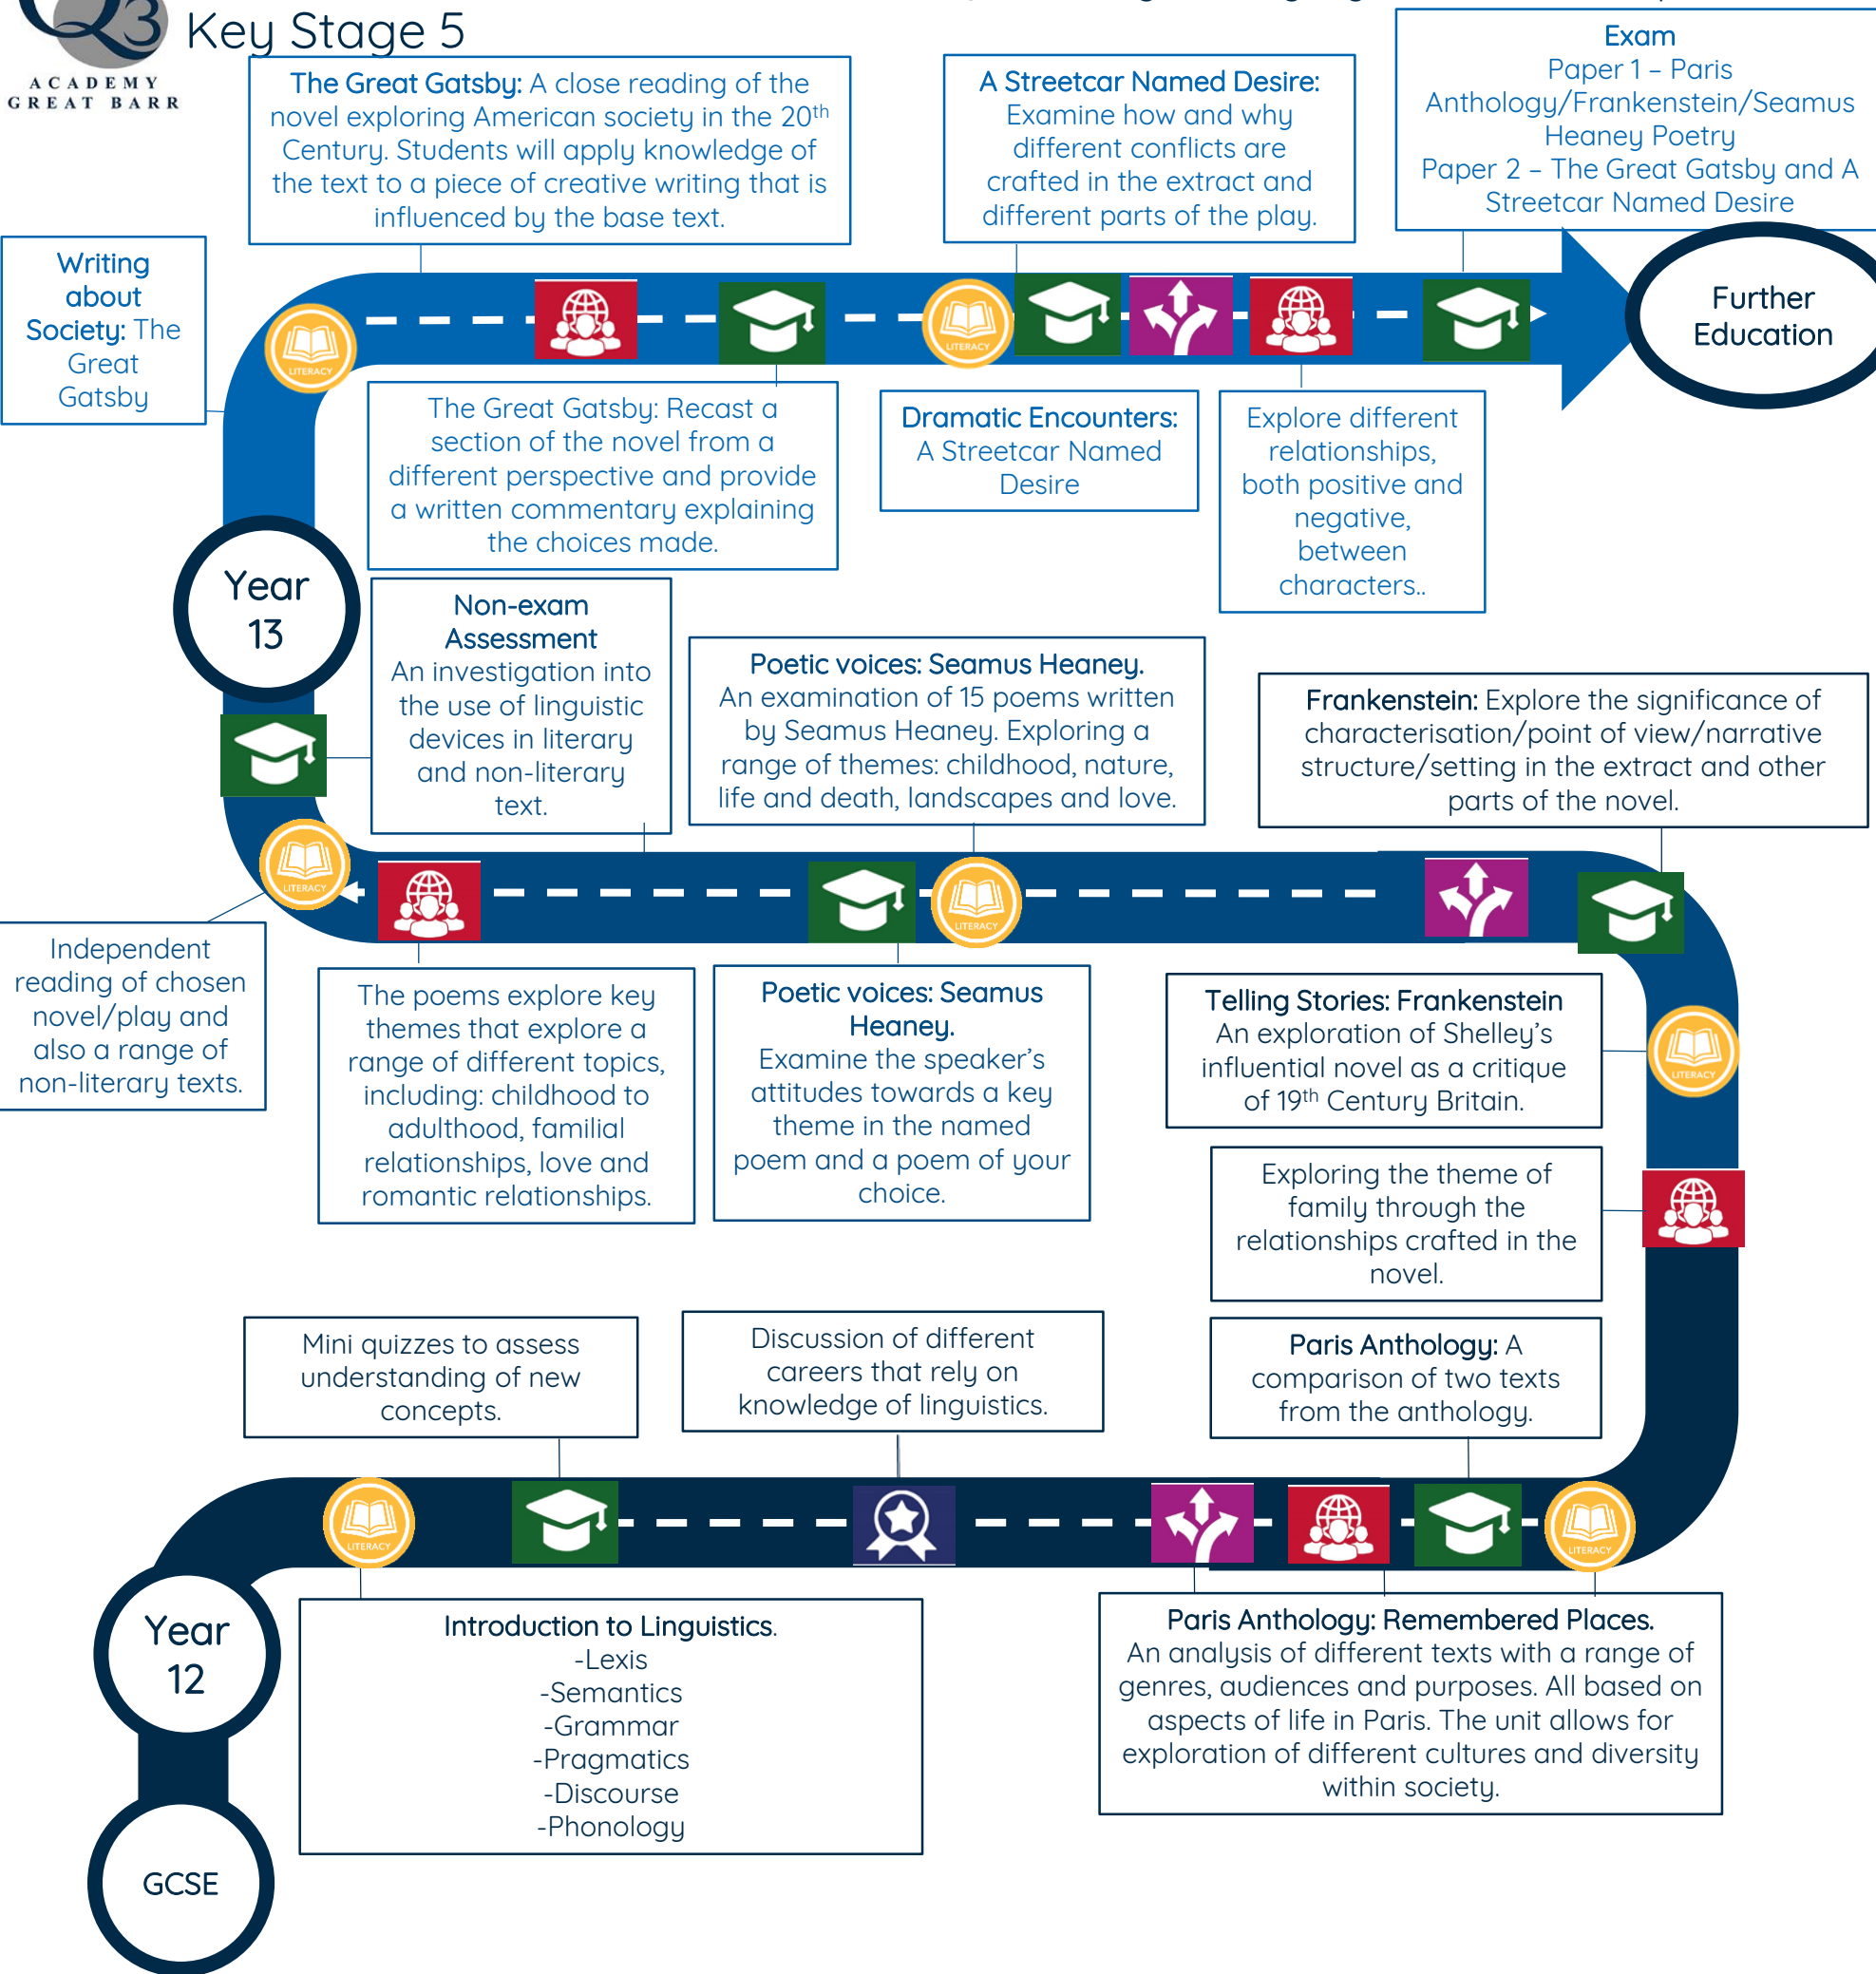 Q3
ACADEMY
GREAT BARR
Key Stage 5
The Great Gatsby: A close reading of the
novel exploring American society in the 20th
Century. Students will apply knowledge of
the text to a piece of creative writing that is
influenced by the base text.
A Streetcar Named Desire:
Examine how and why
different conflicts are
crafted in the extract and
different parts of the play.
Exam
Paper 1 – Paris
Anthology/Frankenstein/Seamus
Heaney Poetry
Paper 2 – The Great Gatsby and A
Streetcar Named Desire
Writing
about
Society: The
Great
Gatsby
LITERACY
LITERACY
Further
Education
The Great Gatsby: Recast a
section of the novel from a
different perspective and provide
a written commentary explaining
the choices made.
Dramatic Encounters:
A Streetcar Named
Desire
Explore different
relationships,
both positive and
negative,
between
characters..
Year
13
Non-exam
Assessment
An investigation into
the use of linguistic
devices in literary
and non-literary
text.
Poetic voices: Seamus Heaney.
An examination of 15 poems written
by Seamus Heaney. Exploring a
range of themes: childhood, nature,
life and death, landscapes and love.
Frankenstein: Explore the significance of
characterisation/point of view/narrative
structure/setting in the extract and other
parts of the novel.
LITERACY
LITERACY
Independent
reading of chosen
novel/play and
also a range of
non-literary texts.
The poems explore key
themes that explore a
range of different topics,
including: childhood to
adulthood, familial
relationships, love and
romantic relationships.
Poetic voices: Seamus
Heaney.
Examine the speaker's
attitudes towards a key
theme in the named
poem and a poem of your
choice.
Telling Stories: Frankenstein
An exploration of Shelley's
influential novel as a critique
of 19th Century Britain.
LITERACY
Exploring the theme of
family through the
relationships crafted in the
novel.
Mini quizzes to assess
understanding of new
concepts.
Discussion of different
careers that rely on
knowledge of linguistics.
Paris Anthology: A
comparison of two texts
from the anthology.
LITERACY
LITERACY
Year
12
Introduction to Linguistics.
-Lexis
-Semantics
-Grammar
-Pragmatics
-Discourse
-Phonology
Paris Anthology: Remembered Places.
An analysis of different texts with a range of
genres, audiences and purposes. All based on
aspects of life in Paris. The unit allows for
exploration of different cultures and diversity
within society.
GCSE